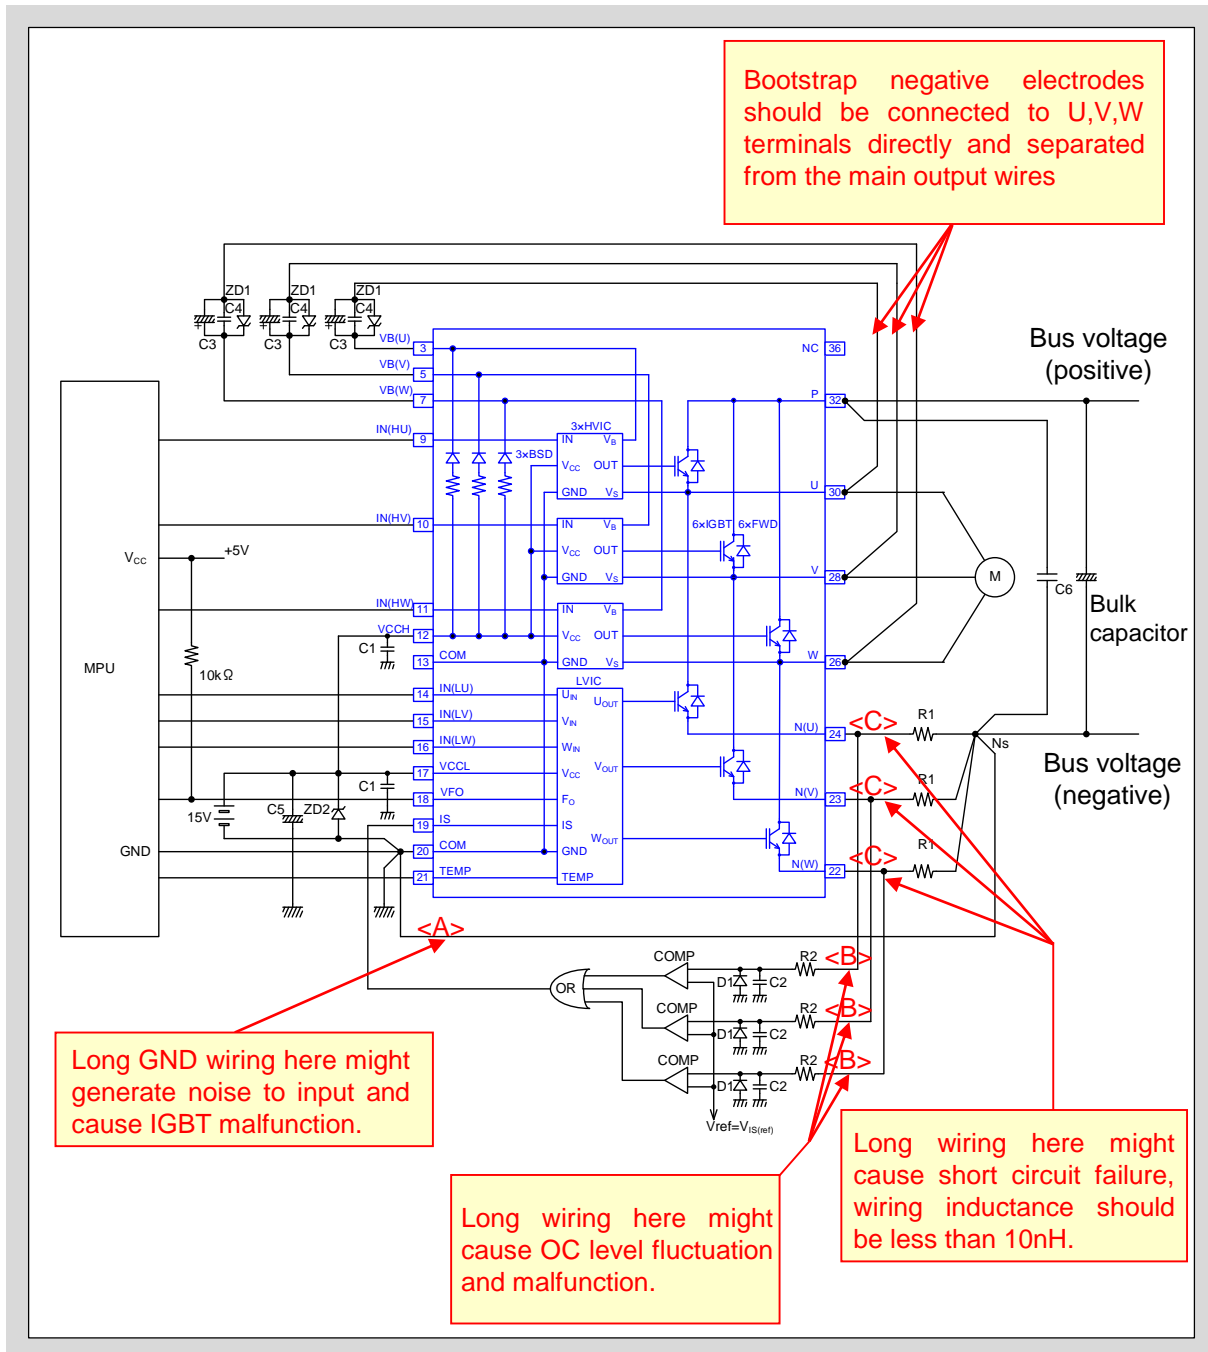 Bootstrap negative electrodes
should be connected to U,V,W
terminals directly and separated
from the main output wires
ZD1
C4
C3
ZD1
C4
C3
ZD1
C4
C3
VB(U)
3
VB(V)
5
VB(W)
7
IN(HU)
9
IN(HV)
10
IN(HW)
11
VCCH
12
C1
COM
13
IN(LU)
14
IN(LV)
15
IN(LW)
16
VCCL
17
C1
VFO
18
IS
19
COM
20
TEMP
21
MPU
VCC
+5V
10kΩ
15V
C5
ZD2
GND
3×BSD
3×HVIC
IN
VB
VCC
OUT
GND
VS
IN
VB
VCC
OUT
GND
VS
IN
VB
VCC
OUT
GND
VS
6×IGBT 6×FWD
LVIC
UIN
UOUT
VIN
WIN
VCC
VOUT
FO
IS
WOUT
GND
TEMP
NC
36
P
32
U
30
V
28
W
26
N(U)
24
N(V)
23
N(W)
22
Bus voltage
(positive)
M
C6
Bulk
capacitor
<C>
R1
Ns
<C>
R1
<C>
R1
Bus voltage
(negative)
<A>
OR
COMP
D1
C2
R2
<B>
COMP
D1
C2
R2
<B>
COMP
D1
C2
R2
<B>
Vref=VIS(ref)
Long GND wiring here might
generate noise to input and
cause IGBT malfunction.
Long wiring here might
cause OC level fluctuation
and malfunction.
Long wiring here might
cause short circuit failure,
wiring inductance should
be less than 10nH.